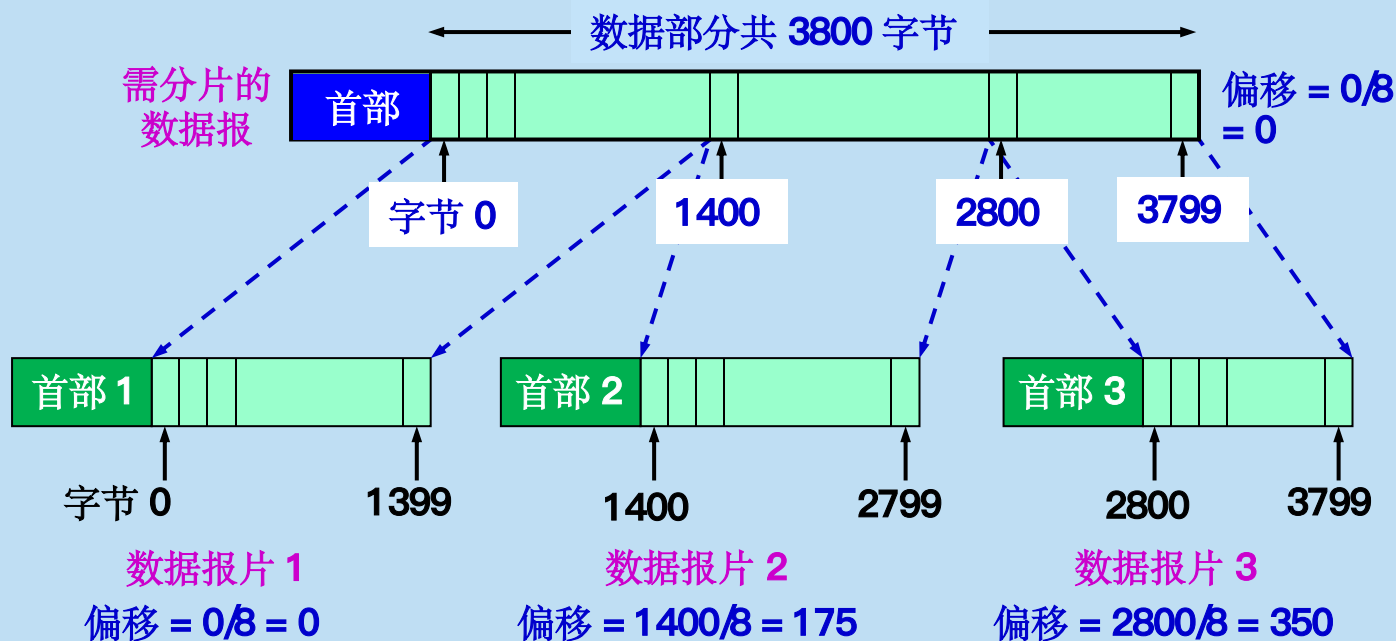 数据部分共 3800 字节
需分片的
数据报
首部
偏移 = 0/8
= 0
字节 0
1400
2800
3799
首部 1
首部 2
首部 3
字节 0
1399
1400
2799
2800
3799
数据报片 1
数据报片 2
数据报片 3
偏移 = 0/8 = 0
偏移 = 1400/8 = 175
偏移 = 2800/8 = 350